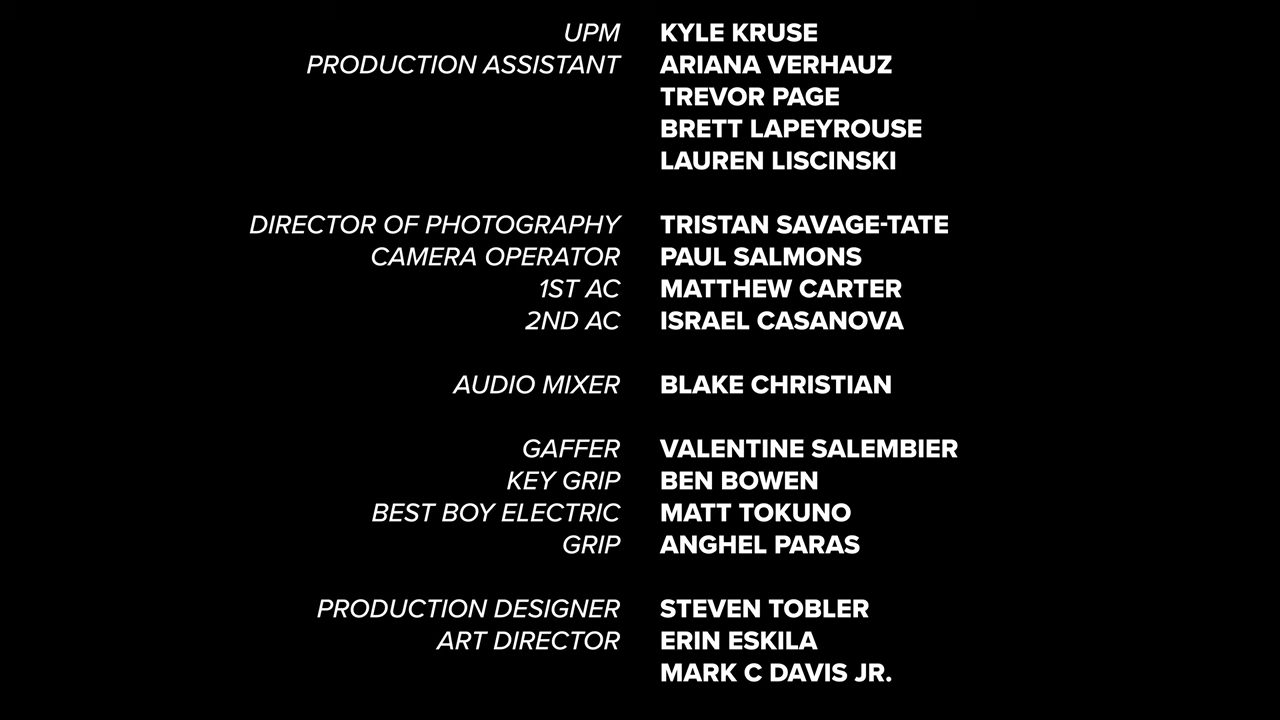 UPM KYLE KRUSE
PRODUCTION ASSISTANT ARIANA VERHAUZ
TREVOR PAGE
BRETT LAPEYROUSE
LAUREN LISCINSKI
DIRECTOR OF PHOTOGRAPHY TRISTAN SAVAGE-TATE
CAMERA OPERATOR PAUL SALMONS
1ST AC MATTHEW CARTER
2ND AC ISRAEL CASANOVA
AUDIO MIXER BLAKE CHRISTIAN
GAFFER VALENTINE SALEMBIER
KEY GRIP BEN BOWEN
BEST BOY ELECTRIC MATT TOKUNO
GRIP ANGHEL PARAS
PRODUCTION DESIGNER STEVEN TOBLER
ART DIRECTOR ERIN ESKILA
MARK C DAVIS JR.